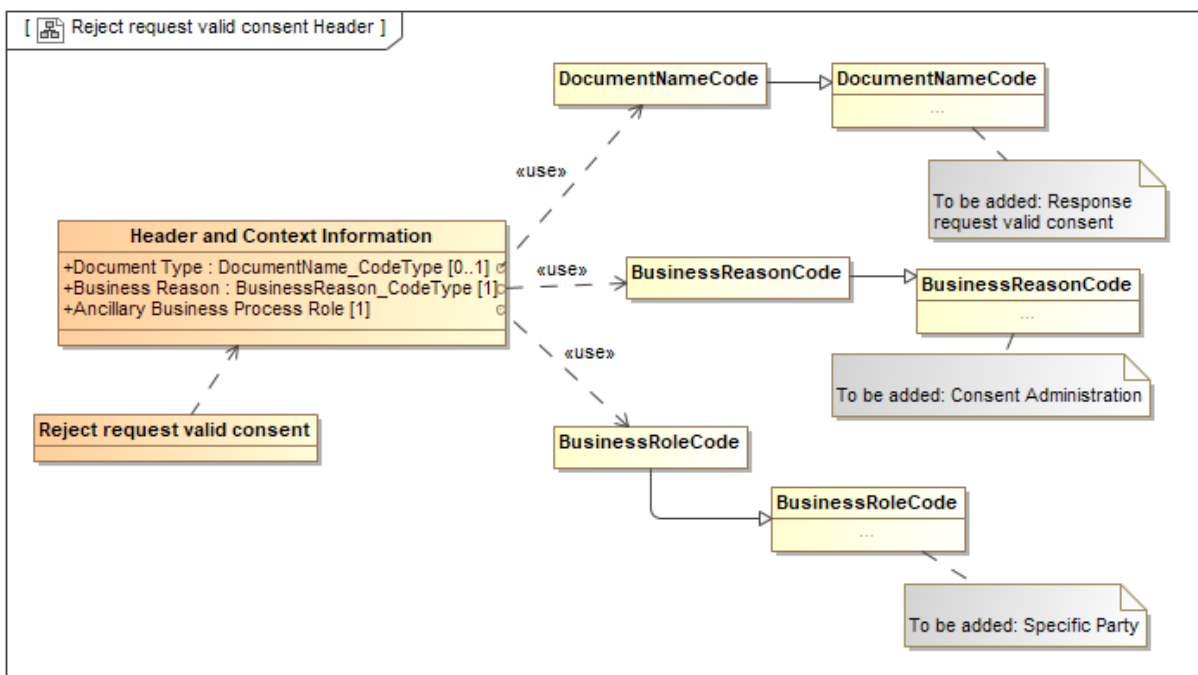 [ Reject request valid consent Header ]
DocumentNameCode
DocumentNameCode
...
«use»
To be added: Response
request valid consent
Header and Context Information
+Document Type : DocumentName_CodeType [0..1]
+Business Reason : BusinessReason_CodeType [1]
+Ancillary Business Process Role [1]
«use»
BusinessReasonCode
BusinessReasonCode
...
«use»
To be added: Consent Administration
Reject request valid consent
BusinessRoleCode
BusinessRoleCode
...
To be added: Specific Party